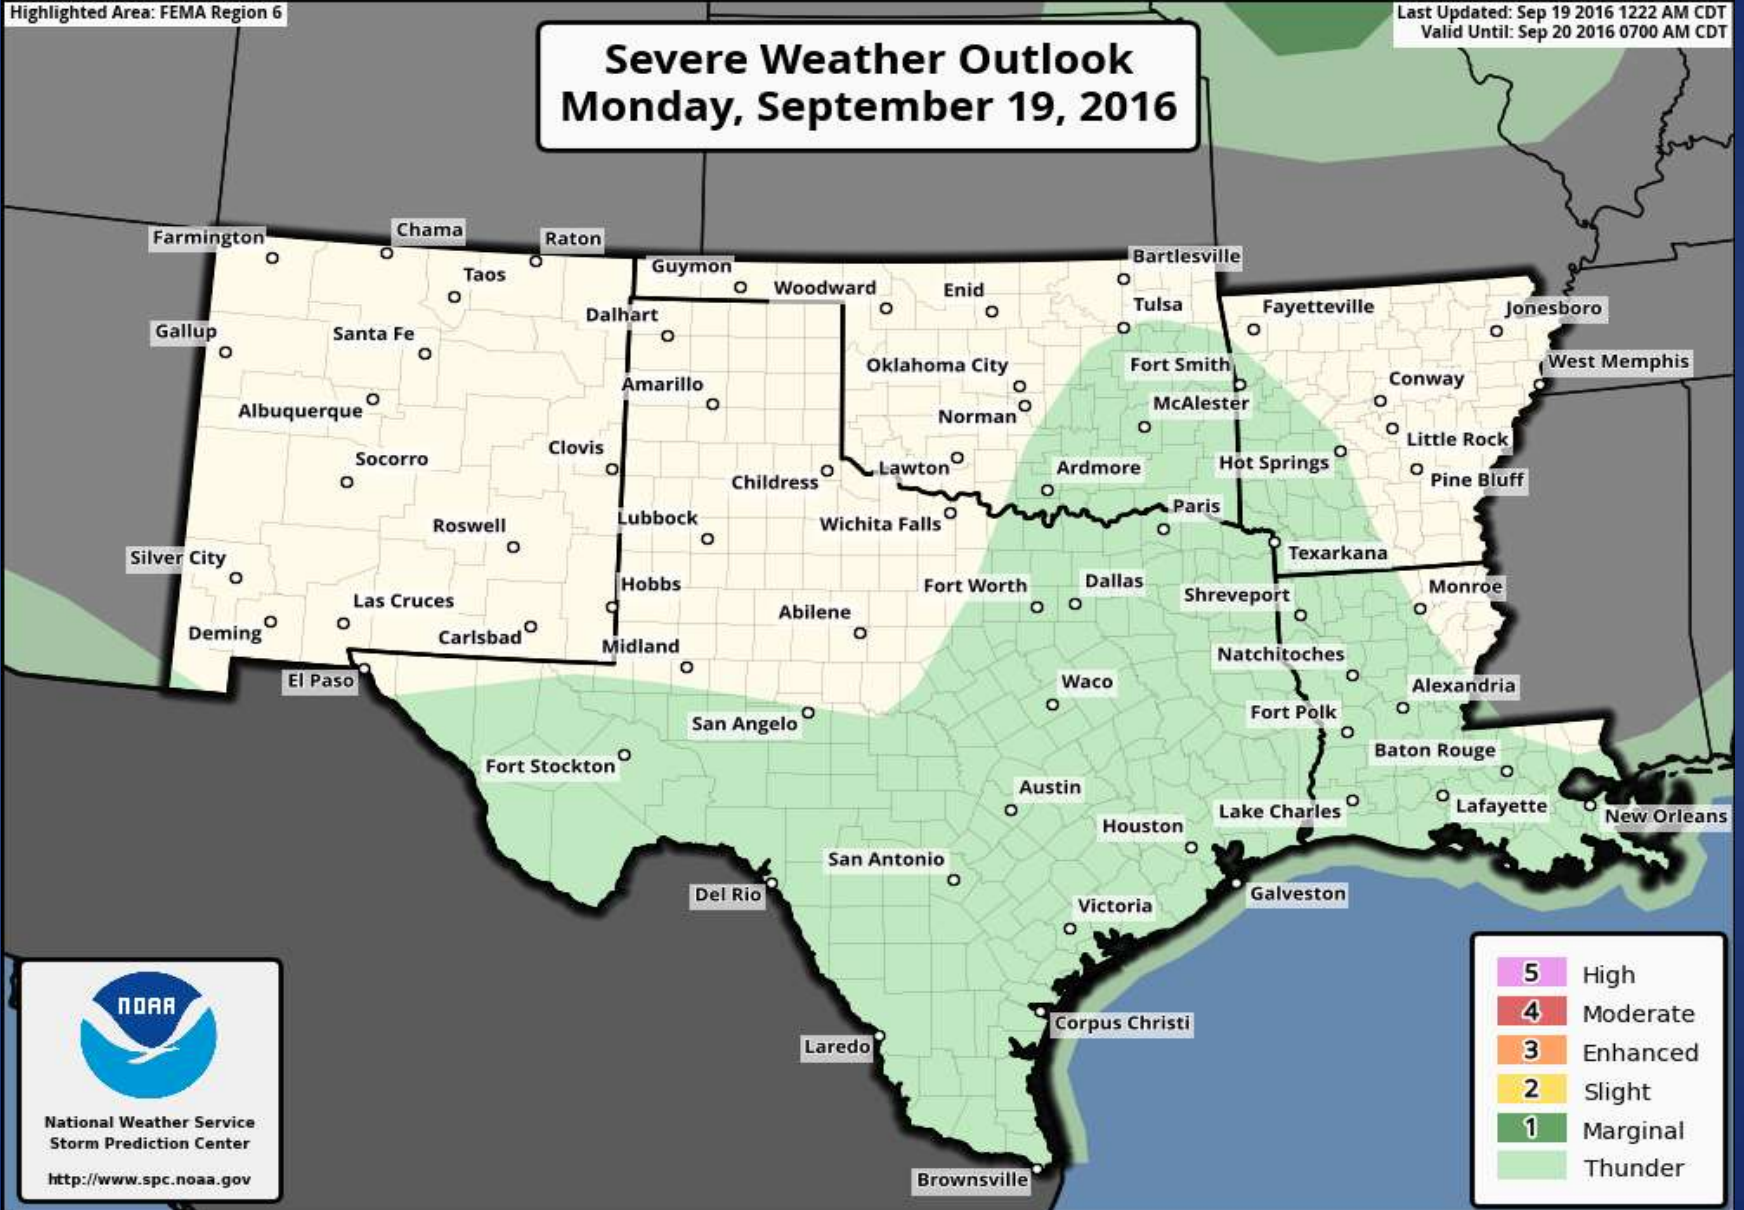 Highlighted Area: FEMA Region 6
Last Updated: Sep 19 2016 1222 AM CDT
Valid Until: Sep 20 2016 0700 AM CDT
Severe Weather Outlook
Monday, September 19, 2016
Farmington
Chama
Raton
Taos
Guymon
Woodward
Enid
Bartlesville
Tulsa
Fayetteville
Jonesboro
Gallup
Santa Fe
Dalhart
Oklahoma City
Fort Smith
West Memphis
Conway
Albuquerque
Amarillo
Norman
McAlester
Little Rock
Socorro
Clovis
Childress
Lawton
Ardmore
Hot Springs
Pine Bluff
Roswell
Lubbock
Wichita Falls
Paris
Texarkana
Silver City
Hobbs
Fort Worth
Dallas
Shreveport
Monroe
Las Cruces
Abilene
Deming
Carlsbad
Midland
Natchitoches
El Paso
San Angelo
Waco
Alexandria
Fort Polk
Fort Stockton
Baton Rouge
Austin
Houston
Lake Charles
Lafayette
New Orleans
San Antonio
Del Rio
Victoria
Galveston
Corpus Christi
Laredo
Brownsville
NOAA
National Weather Service
Storm Prediction Center
http://www.spc.noaa.gov
5 High
4 Moderate
3 Enhanced
2 Slight
1 Marginal
Thunder